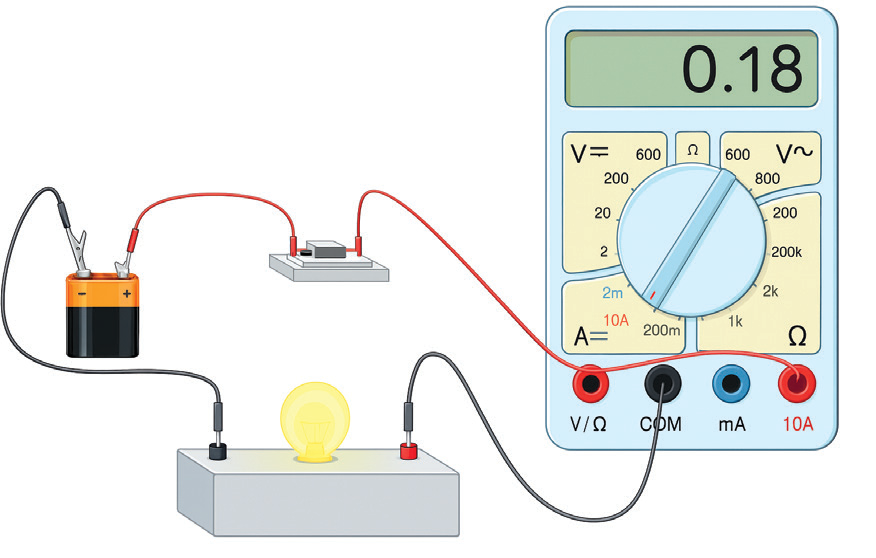 0.18
V⎓ 600 Ω 600 V~
200 800
20 200
2 200k
2m 2k
10A 200m 1k
A= Ω
- +
V/Ω COM mA 10A